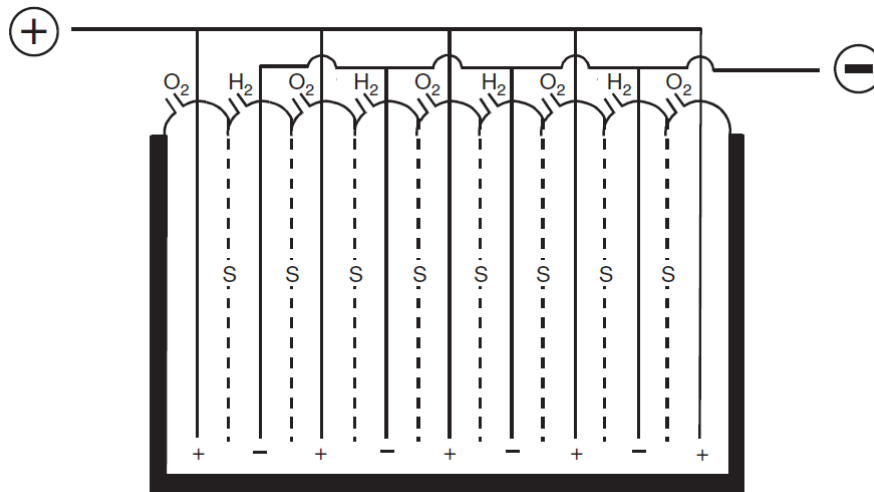 +
−
O₂ H₂ O₂ H₂ O₂ H₂ O₂ H₂ O₂
S S S S S S S S
+ − + − + − + − +